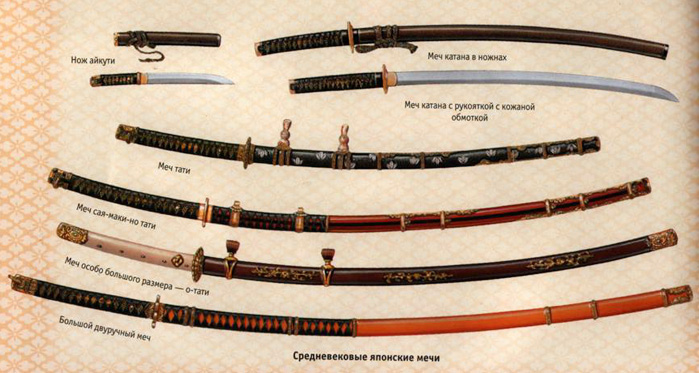 Нож айкути
Меч катана в ножнах
Меч катана с рукояткой с кожаной
обмоткой
Меч тати
Меч сая-маки-но тати
Меч особо большого размера — о-тати
Большой двуручный меч
Средневековые японские мечи